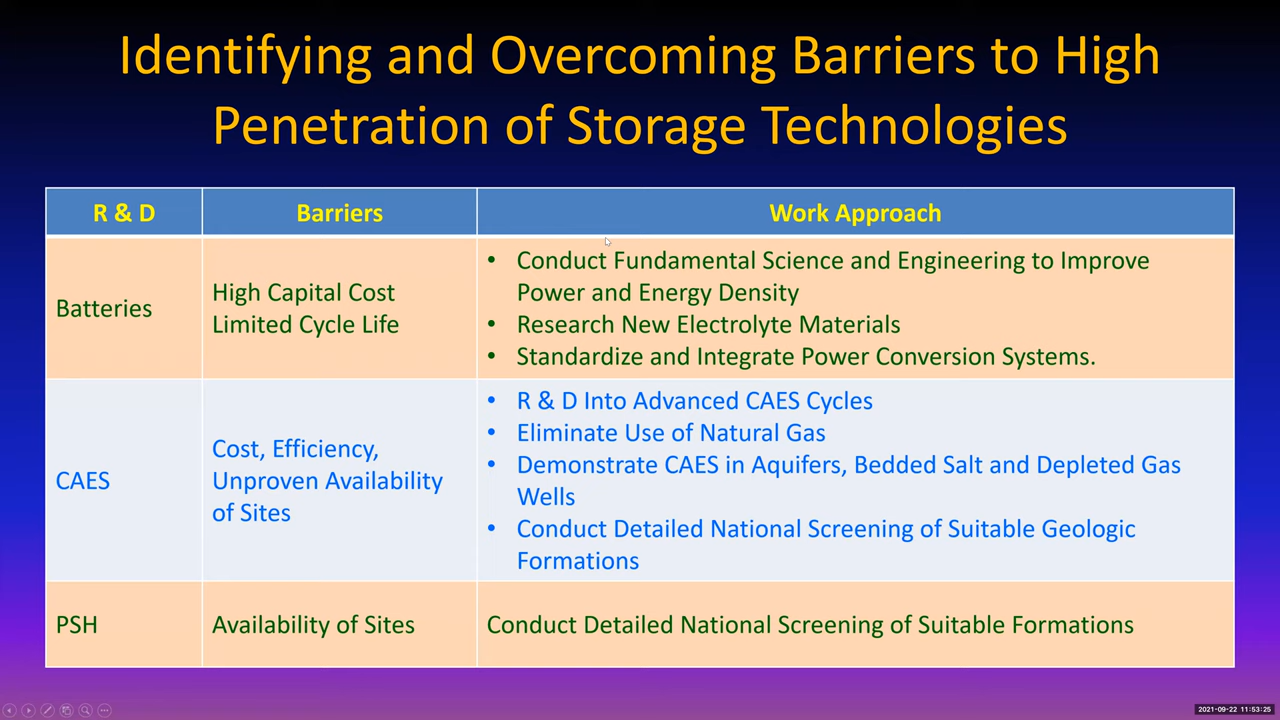 Identifying and Overcoming Barriers to High
Penetration of Storage Technologies
R & D
Barriers
Work Approach
Batteries
High Capital Cost
Limited Cycle Life
• Conduct Fundamental Science and Engineering to Improve
Power and Energy Density
• Research New Electrolyte Materials
• Standardize and Integrate Power Conversion Systems.
CAES
Cost, Efficiency,
Unproven Availability
of Sites
• R & D Into Advanced CAES Cycles
• Eliminate Use of Natural Gas
• Demonstrate CAES in Aquifers, Bedded Salt and Depleted Gas
Wells
• Conduct Detailed National Screening of Suitable Geologic
Formations
PSH
Availability of Sites
Conduct Detailed National Screening of Suitable Formations
2021-09-22 11:53:25